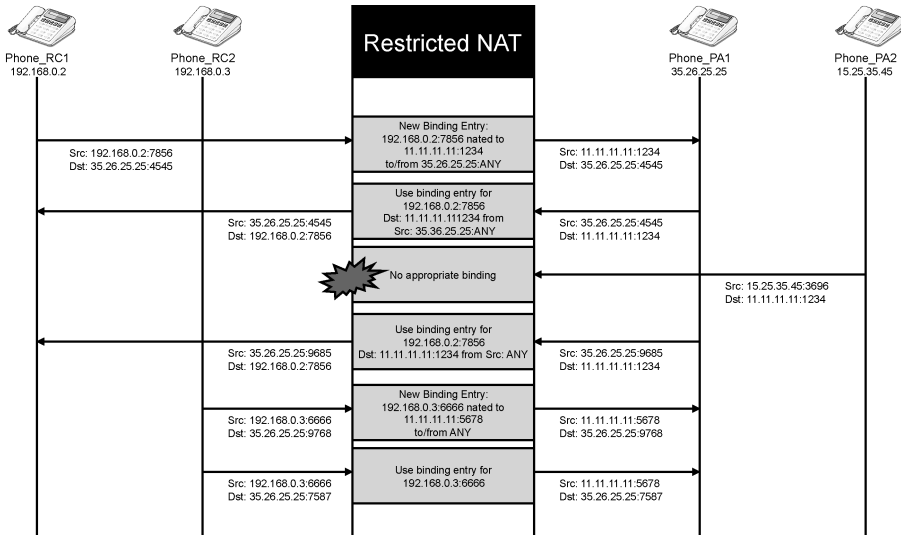 Restricted NAT
Phone_RC1
192.168.0.2
Phone_RC2
192.168.0.3
Phone_PA1
35.26.25.25
Phone_PA2
15.25.35.45
New Binding Entry:
192.168.0.2:7856 nated to
11.11.11.11:1234
to/from 35.26.25.25:ANY
Src: 192.168.0.2:7856
Dst: 35.26.25.25:4545
Src: 11.11.11.11:1234
Dst: 35.26.25.25:4545
Use binding entry for
192.168.0.2:7856
Dst: 11.11.11.111234 from
Src: 35.36.25.25:ANY
Src: 35.26.25.25:4545
Dst: 192.168.0.2:7856
Src: 35.26.25.25:4545
Dst: 11.11.11.11:1234
No appropriate binding
Src: 15.25.35.45:3696
Dst: 11.11.11.11:1234
Use binding entry for
192.168.0.2:7856
Dst: 11.11.11.11:1234 from Src: ANY
Src: 35.26.25.25:9685
Dst: 192.168.0.2:7856
Src: 35.26.25.25:9685
Dst: 11.11.11.11:1234
New Binding Entry:
192.168.0.3:6666 nated to
11.11.11.11:5678
to/from ANY
Src: 192.168.0.3:6666
Dst: 35.26.25.25:9768
Src: 11.11.11.11:5678
Dst: 35.26.25.25:9768
Use binding entry for
192.168.0.3:6666
Src: 192.168.0.3:6666
Dst: 35.26.25.25:7587
Src: 11.11.11.11:5678
Dst: 35.26.25.25:7587